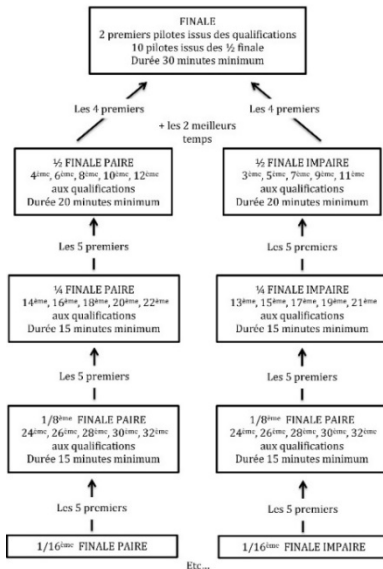 FINALE
2 premiers pilotes issus des qualifications
10 pilotes issus des ½ finale
Durée 30 minutes minimum
Les 4 premiers
Les 4 premiers
+ les 2 meilleurs
temps
½ FINALE PAIRE
4ème, 6ème, 8ème, 10ème, 12ème
aux qualifications
Durée 20 minutes minimum
½ FINALE IMPAIRE
3ème, 5ème, 7ème, 9ème, 11ème
aux qualifications
Durée 20 minutes minimum
Les 5 premiers
Les 5 premiers
¼ FINALE PAIRE
14ème, 16ème, 18ème, 20ème, 22ème
aux qualifications
Durée 15 minutes minimum
¼ FINALE IMPAIRE
13ème, 15ème, 17ème, 19ème, 21ème
aux qualifications
Durée 15 minutes minimum
Les 5 premiers
Les 5 premiers
1/8ème FINALE PAIRE
24ème, 26ème, 28ème, 30ème, 32ème
aux qualifications
Durée 15 minutes minimum
1/8ème FINALE PAIRE
24ème, 26ème, 28ème, 30ème, 32ème
aux qualifications
Durée 15 minutes minimum
Les 5 premiers
Les 5 premiers
1/16ème FINALE PAIRE
1/16ème FINALE IMPAIRE
Etc...